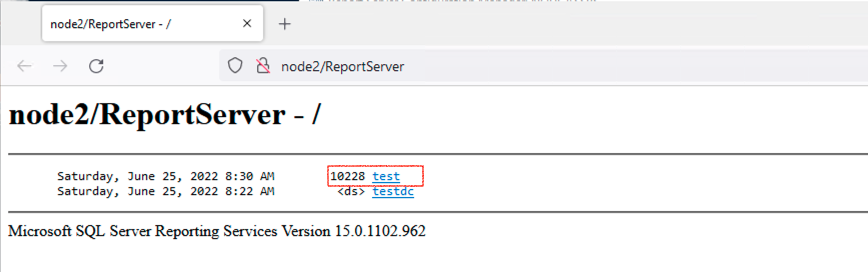 node2/ReportServer - /
node2/ReportServer
node2/ReportServer - /
Saturday, June 25, 2022 8:30 AM 10228 test
Saturday, June 25, 2022 8:22 AM <ds> testdc
Microsoft SQL Server Reporting Services Version 15.0.1102.962